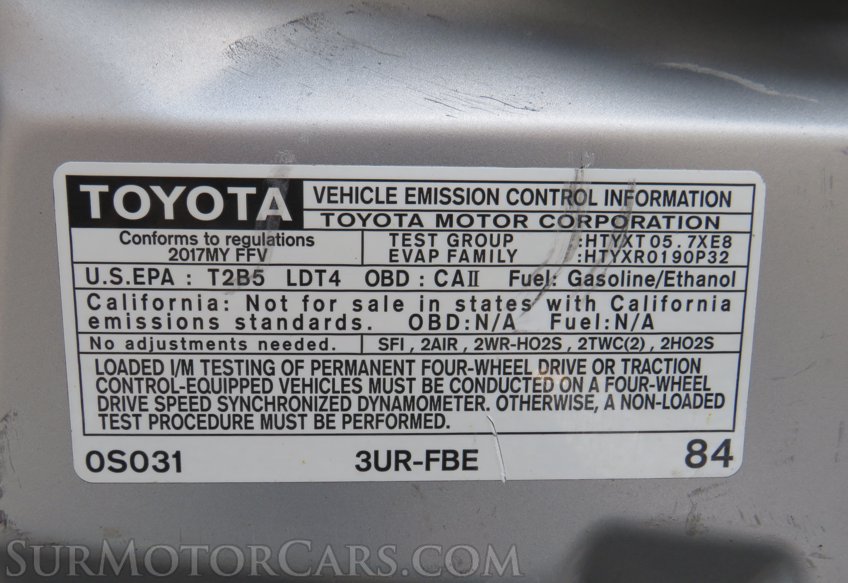 TOYOTA
VEHICLE EMISSION CONTROL INFORMATION
TOYOTA MOTOR CORPORATION
Conforms to regulations
2017MY FFV
TEST GROUP :HTYXT05.7XE8
EVAP FAMILY :HTYXR0190P32
U.S.EPA : T2B5 LDT4 OBD : CAII Fuel: Gasoline/Ethanol
California: Not for sale in states with California
emissions standards. OBD:N/A Fuel:N/A
No adjustments needed.
SFI , 2AIR , 2WR-HO2S , 2TWC(2) , 2HO2S
LOADED I/M TESTING OF PERMANENT FOUR-WHEEL DRIVE OR TRACTION
CONTROL-EQUIPPED VEHICLES MUST BE CONDUCTED ON A FOUR-WHEEL
DRIVE SPEED SYNCHRONIZED DYNAMOMETER. OTHERWISE, A NON-LOADED
TEST PROCEDURE MUST BE PERFORMED.
0S031 3UR-FBE 84
SURMOTORCARS.COM